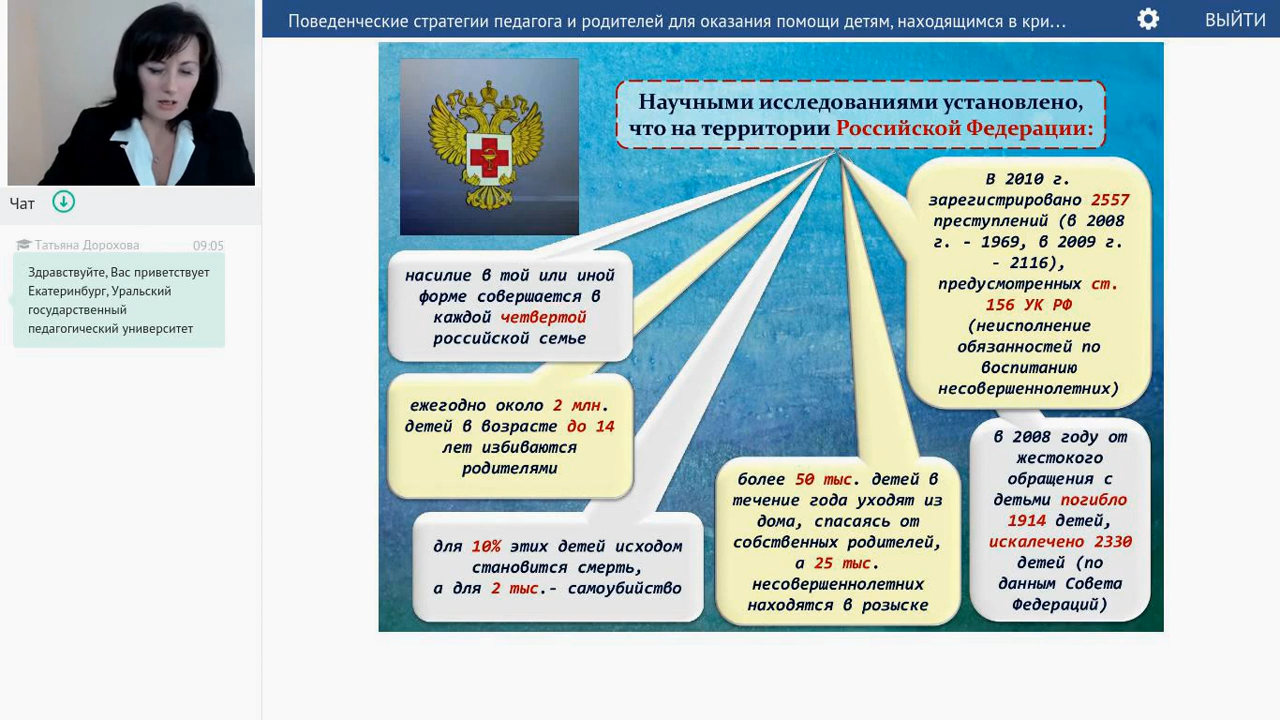 Поведенческие стратегии педагога и родителей для оказания помощи детям, находящимся в кри...
ВЫЙТИ
Чат
Татьяна Дорохова
09:05
Здравствуйте, Вас приветствует
Екатеринбург, Уральский
государственный
педагогический университет
Научными исследованиями установлено,
что на территории Российской Федерации:
насилие в той или иной
форме совершается в
каждой четвертой
российской семье
ежегодно около 2 млн.
детей в возрасте до 14
лет избиваются
родителями
для 10% этих детей исходом
становится смерть,
а для 2 тыс.- самоубийство
более 50 тыс. детей в
течение года уходят из
дома, спасаясь от
собственных родителей,
а 25 тыс.
несовершеннолетних
находятся в розыске
В 2010 г.
зарегистрировано 2557
преступлений (в 2008
г. - 1969, в 2009 г.
- 2116),
предусмотренных ст.
156 УК РФ
(неисполнение
обязанностей по
воспитанию
несовершеннолетних)
в 2008 году от
жестокого
обращения с
детьми погибло
1914 детей,
искалечено 2330
детей (по
данным Совета
Федераций)